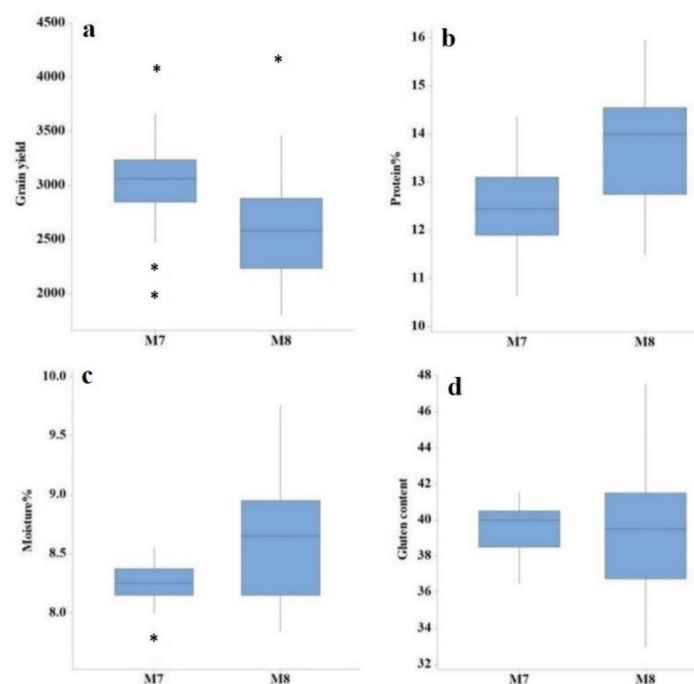 a
Grain yield
4500
4000
3500
3000
2500
2000
*
*
*
*
M7 M8
b
Protein%
16
15
14
13
12
11
10
M7 M8
c
Moisture%
10.0
9.5
9.0
8.5
8.0
*
M7 M8
d
Gluten content
48
46
44
42
40
38
36
34
32
M7 M8